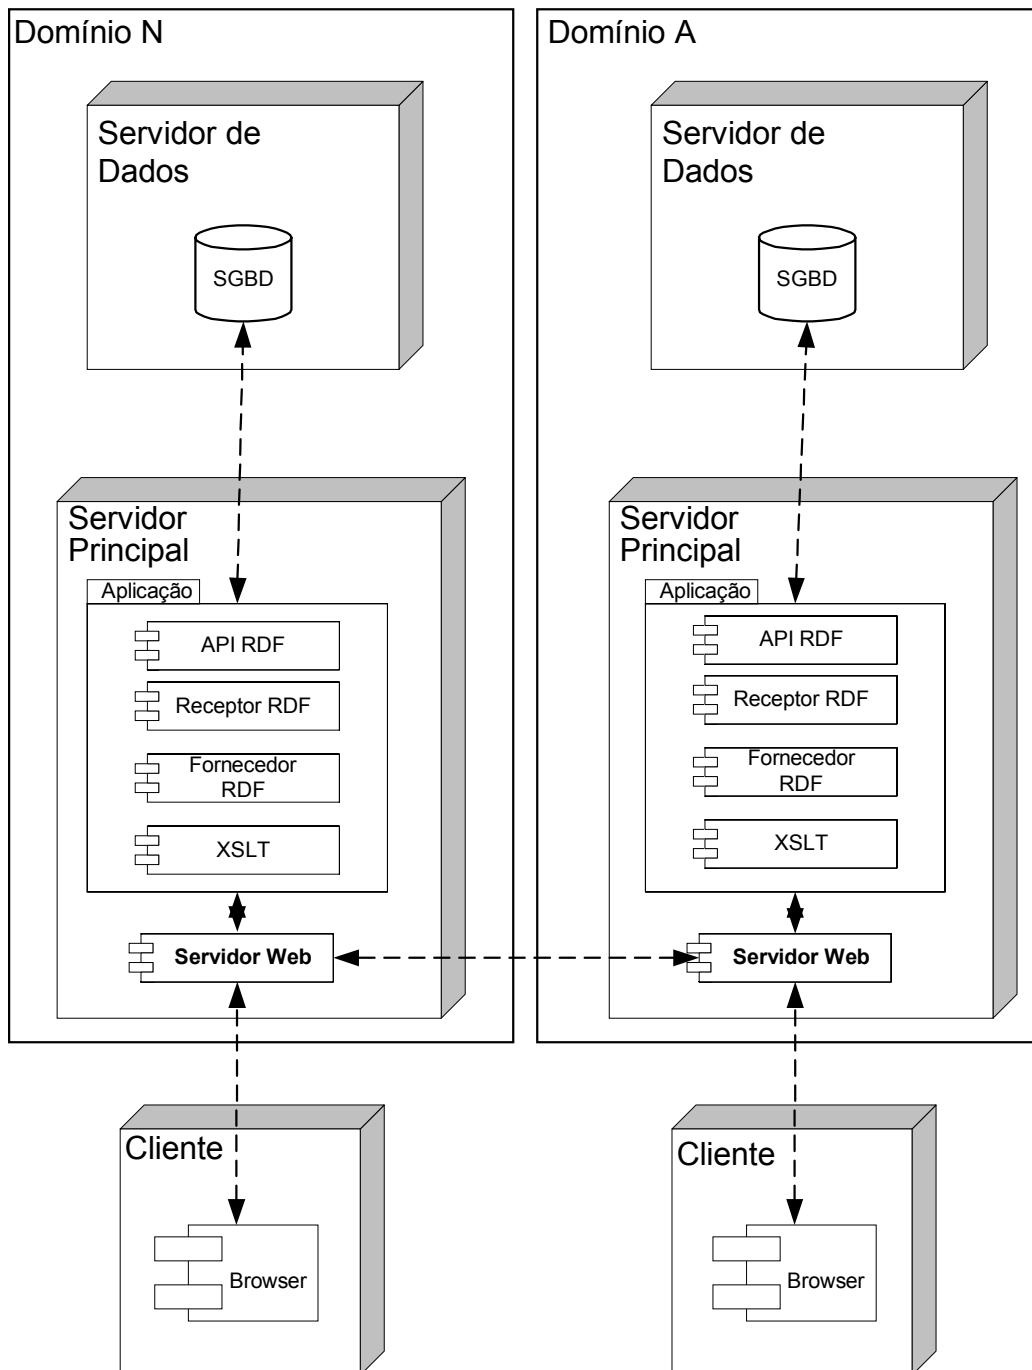 Domínio N
Servidor de
Dados
SGBD
Servidor
Principal
Aplicação
API RDF
Receptor RDF
Fornecedor
RDF
XSLT
Servidor Web
Cliente
Browser
Domínio A
Servidor de
Dados
SGBD
Servidor
Principal
Aplicação
API RDF
Receptor RDF
Fornecedor
RDF
XSLT
Servidor Web
Cliente
Browser